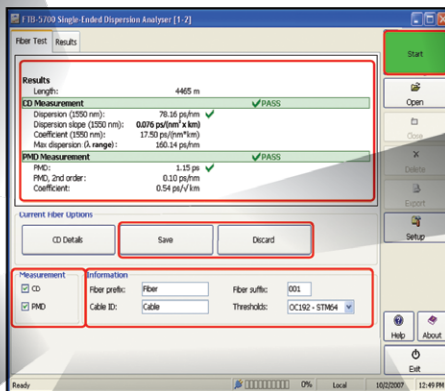 FTB-5700 Single-Ended Dispersion Analyser [1-2]
Fiber Test Results
Start
Results
Length: 4465 m
CD Measurement PASS
Dispersion (1550 nm): 78.16 ps/nm
Dispersion slope (1550 nm): 0.076 ps/(nm² x km)
Coefficient (1550 nm): 17.50 ps/(nm*km)
Max dispersion (λ range): 160.14 ps/nm
PMD Measurement PASS
PMD: 1.15 ps
PMD, 2nd order: 0.10 ps/nm
Coefficient: 0.54 ps/√km
Open
Close
Delete
Export
Setup
Current Fiber Options
CD Details Save Discard
Measurement Information
CD Fiber prefix: Fiber Fiber suffix: 001
PMD Cable ID: Cable Thresholds: OC192 - STM64
Help About
Exit
Ready 0% Local 10/2/2007 12:49 PM